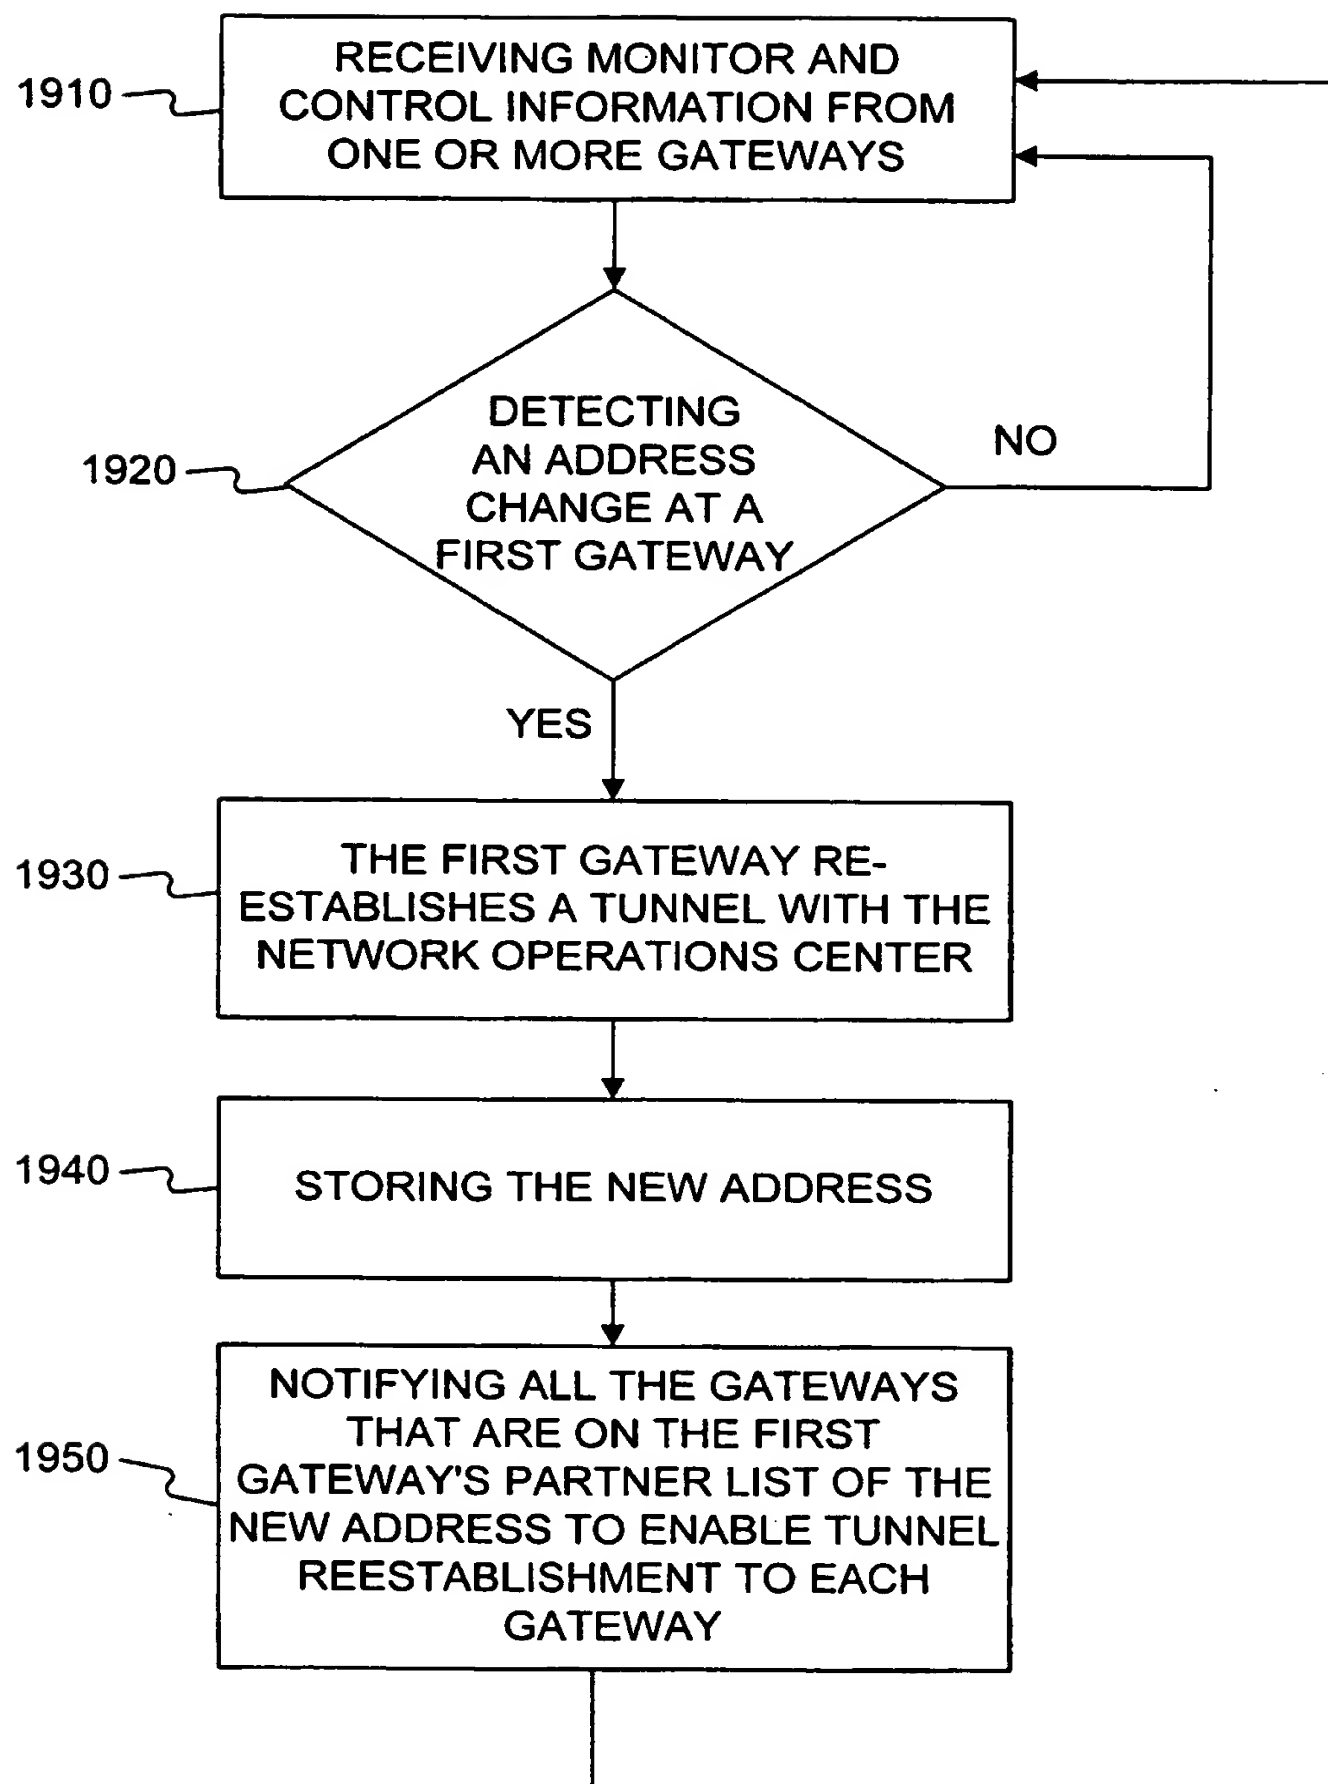 1910
RECEIVING MONITOR AND
CONTROL INFORMATION FROM
ONE OR MORE GATEWAYS
1920
DETECTING
AN ADDRESS
CHANGE AT A
FIRST GATEWAY
NO
YES
1930
THE FIRST GATEWAY RE-
ESTABLISHES A TUNNEL WITH THE
NETWORK OPERATIONS CENTER
1940
STORING THE NEW ADDRESS
1950
NOTIFYING ALL THE GATEWAYS
THAT ARE ON THE FIRST
GATEWAY'S PARTNER LIST OF THE
NEW ADDRESS TO ENABLE TUNNEL
REESTABLISHMENT TO EACH
GATEWAY